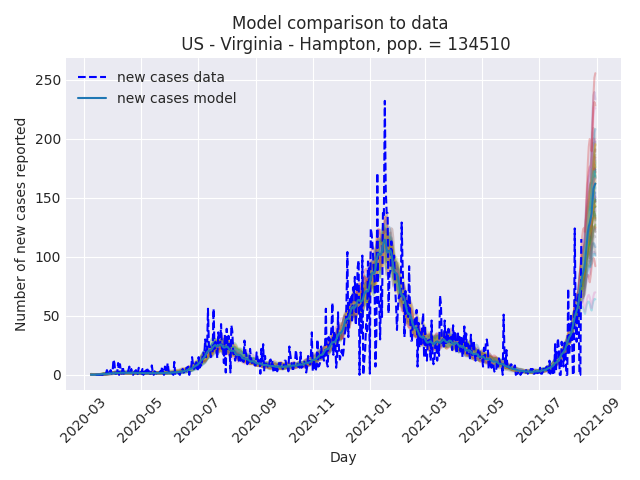 Model comparison to data
US - Virginia - Hampton, pop. = 134510
new cases data
new cases model
Number of new cases reported
250
200
150
100
50
0
2020-03
2020-05
2020-07
2020-09
2020-11
2021-01
2021-03
2021-05
2021-07
2021-09
Day